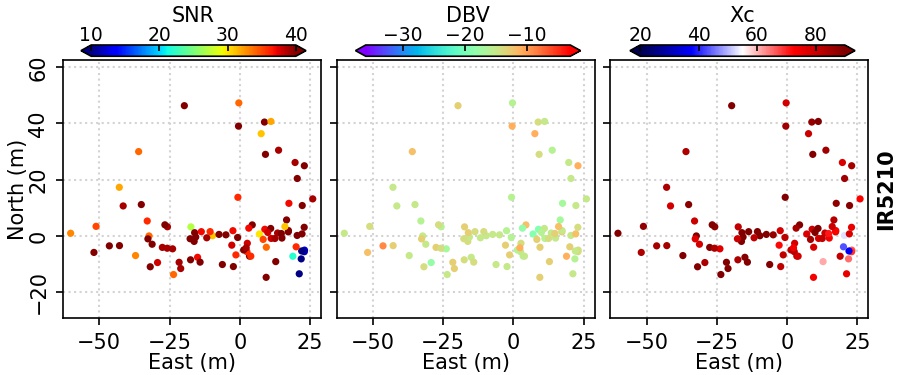 SNR DBV Xc
10 20 30 40 −30 −20 −10 20 40 60 80
60
40
20
0
−20
North (m)
IR5210
−50 −25 0 25 −50 −25 0 25 −50 −25 0 25
East (m) East (m) East (m)